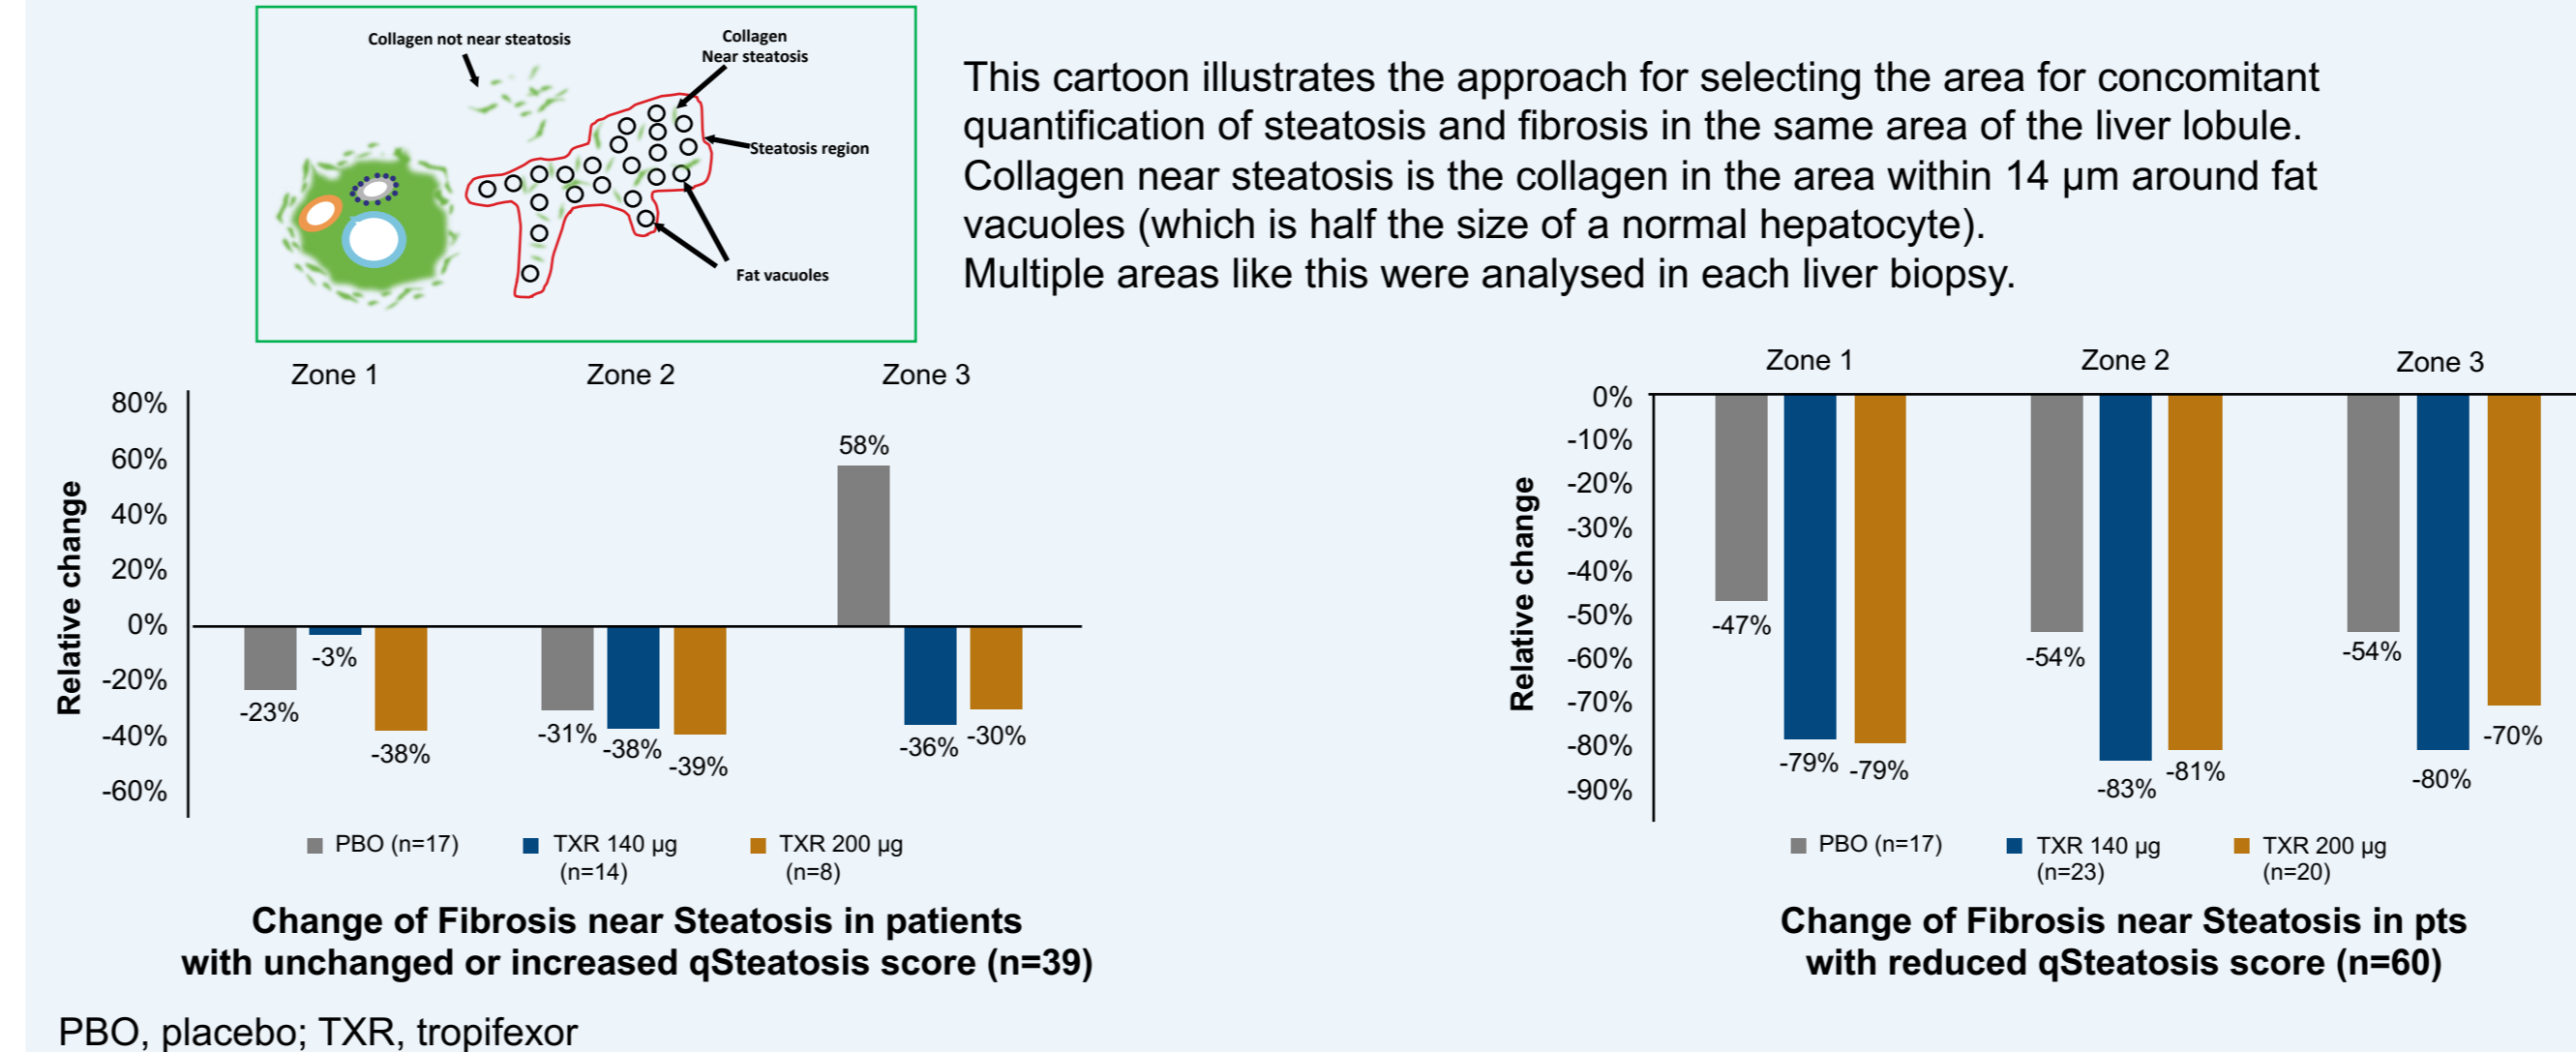 Collagen not near steatosis
Collagen
Near steatosis
Steatosis region
Fat vacuoles
This cartoon illustrates the approach for selecting the area for concomitant
quantification of steatosis and fibrosis in the same area of the liver lobule.
Collagen near steatosis is the collagen in the area within 14 µm around fat
vacuoles (which is half the size of a normal hepatocyte).
Multiple areas like this were analysed in each liver biopsy.
Zone 1 Zone 2 Zone 3
Relative change
80%
60%
40%
20%
0%
-20%
-40%
-60%
58%
-23% -3% -38%
-31% -38% -39%
-36% -30%
PBO (n=17) TXR 140 µg TXR 200 µg
(n=14) (n=8)
Change of Fibrosis near Steatosis in patients
with unchanged or increased qSteatosis score (n=39)
Zone 1 Zone 2 Zone 3
Relative change
0%
-10%
-20%
-30%
-40%
-50%
-60%
-70%
-80%
-90%
-47% -79% -79%
-54% -83% -81%
-54% -80% -70%
PBO (n=17) TXR 140 µg TXR 200 µg
(n=23) (n=20)
Change of Fibrosis near Steatosis in pts
with reduced qSteatosis score (n=60)
PBO, placebo; TXR, tropifexor